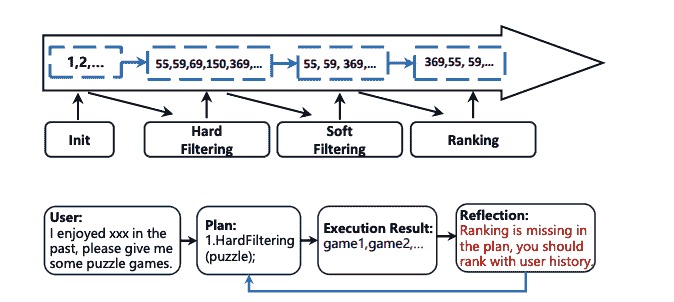 1,2,...
55,59,69,150,369,...
55, 59, 369,...
369,55, 59,...
Init
Hard
Filtering
Soft
Filtering
Ranking
User:
I enjoyed xxx in the
past, please give me
some puzzle games.
Plan:
1.HardFiltering
(puzzle);
Execution Result:
game1,game2,...
Reflection:
Ranking is missing in
the plan, you should
rank with user history.